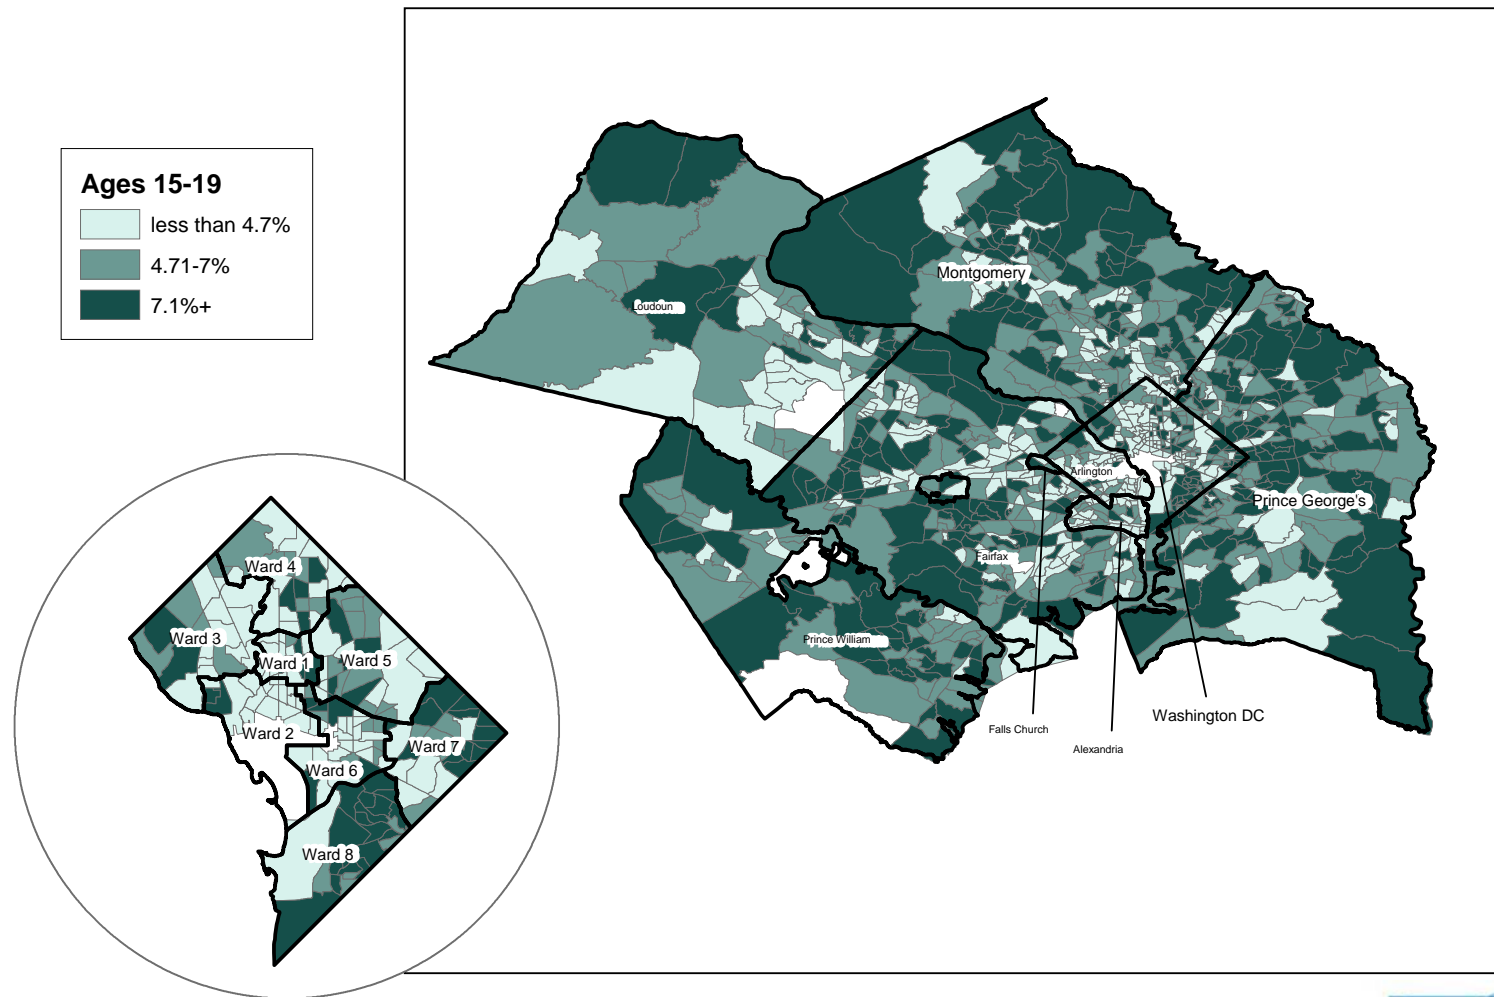 Ages 15-19
less than 4.7%
4.71-7%
7.1%+
Montgomery
Loudoun
Arlington
Prince George's
Fairfax
Prince William
Falls Church
Alexandria
Washington DC
Ward 4
Ward 3
Ward 1
Ward 5
Ward 2
Ward 7
Ward 6
Ward 8